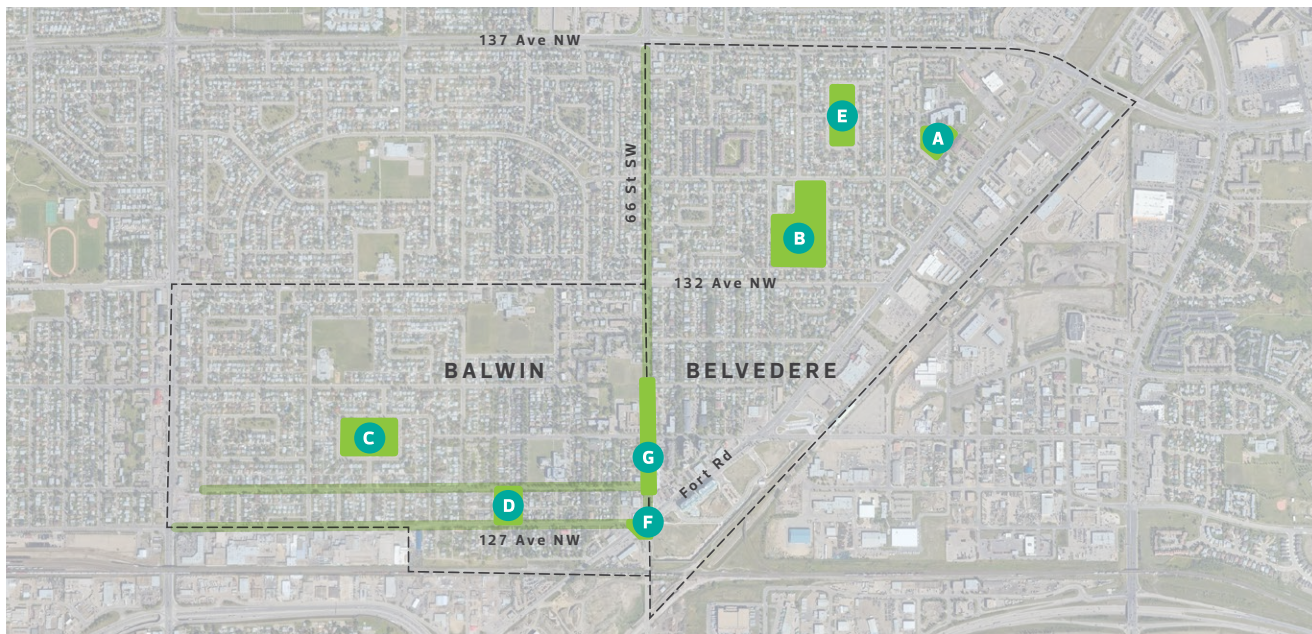 137 Ave NW
E
A
66 St SW
B
132 Ave NW
BALWIN
BELVEDERE
C
G
Fort Rd
D
F
127 Ave NW